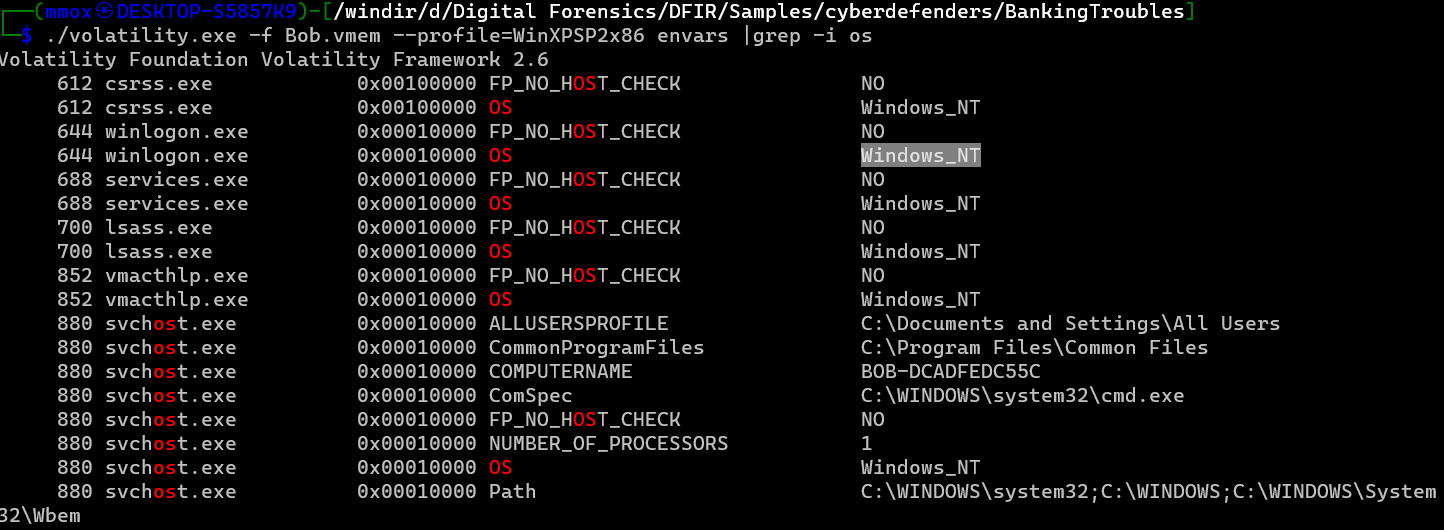 ┌──(mmox㉿DESKTOP-S5857K9)-[/windir/d/Digital Forensics/DFIR/Samples/cyberdefenders/BankingTroubles]
└─$ ./volatility.exe -f Bob.vmem --profile=WinXPSP2x86 envars |grep -i os
Volatility Foundation Volatility Framework 2.6
612 csrss.exe 0x00100000 FP_NO_HOST_CHECK NO
612 csrss.exe 0x00100000 OS Windows_NT
644 winlogon.exe 0x00010000 FP_NO_HOST_CHECK NO
644 winlogon.exe 0x00010000 OS Windows_NT
688 services.exe 0x00010000 FP_NO_HOST_CHECK NO
688 services.exe 0x00010000 OS Windows_NT
700 lsass.exe 0x00010000 FP_NO_HOST_CHECK NO
700 lsass.exe 0x00010000 OS Windows_NT
852 vmacthlp.exe 0x00010000 FP_NO_HOST_CHECK NO
852 vmacthlp.exe 0x00010000 OS Windows_NT
880 svchost.exe 0x00010000 ALLUSERSPROFILE C:\Documents and Settings\All Users
880 svchost.exe 0x00010000 CommonProgramFiles C:\Program Files\Common Files
880 svchost.exe 0x00010000 COMPUTERNAME BOB-DCADFEDC55C
880 svchost.exe 0x00010000 ComSpec C:\WINDOWS\system32\cmd.exe
880 svchost.exe 0x00010000 FP_NO_HOST_CHECK NO
880 svchost.exe 0x00010000 NUMBER_OF_PROCESSORS 1
880 svchost.exe 0x00010000 OS Windows_NT
880 svchost.exe 0x00010000 Path C:\WINDOWS\system32;C:\WINDOWS;C:\WINDOWS\System
32\Wbem